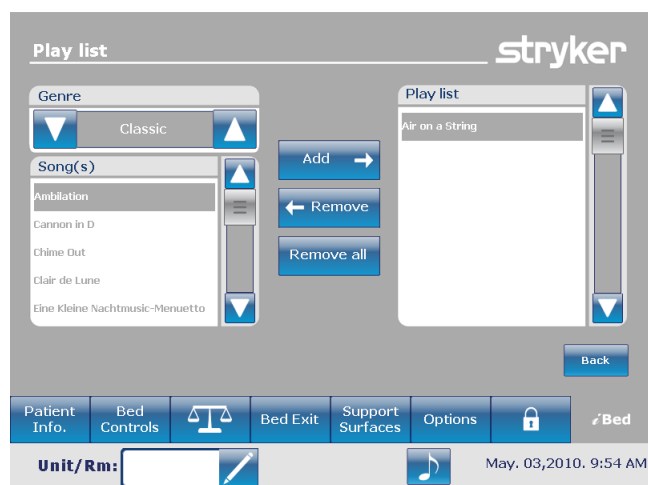 Play list
stryker
Genre
Classic
Song(s)
Ambilation
Cannon in D
Chime Out
Clair de Lune
Eine Kleine Nachtmusic-Menuetto
Add
Remove
Remove all
Play list
Air on a String
Back
Patient Info.
Bed Controls
Bed Exit
Support Surfaces
Options
iBed
Unit/Rm:
May. 03,2010. 9:54 AM